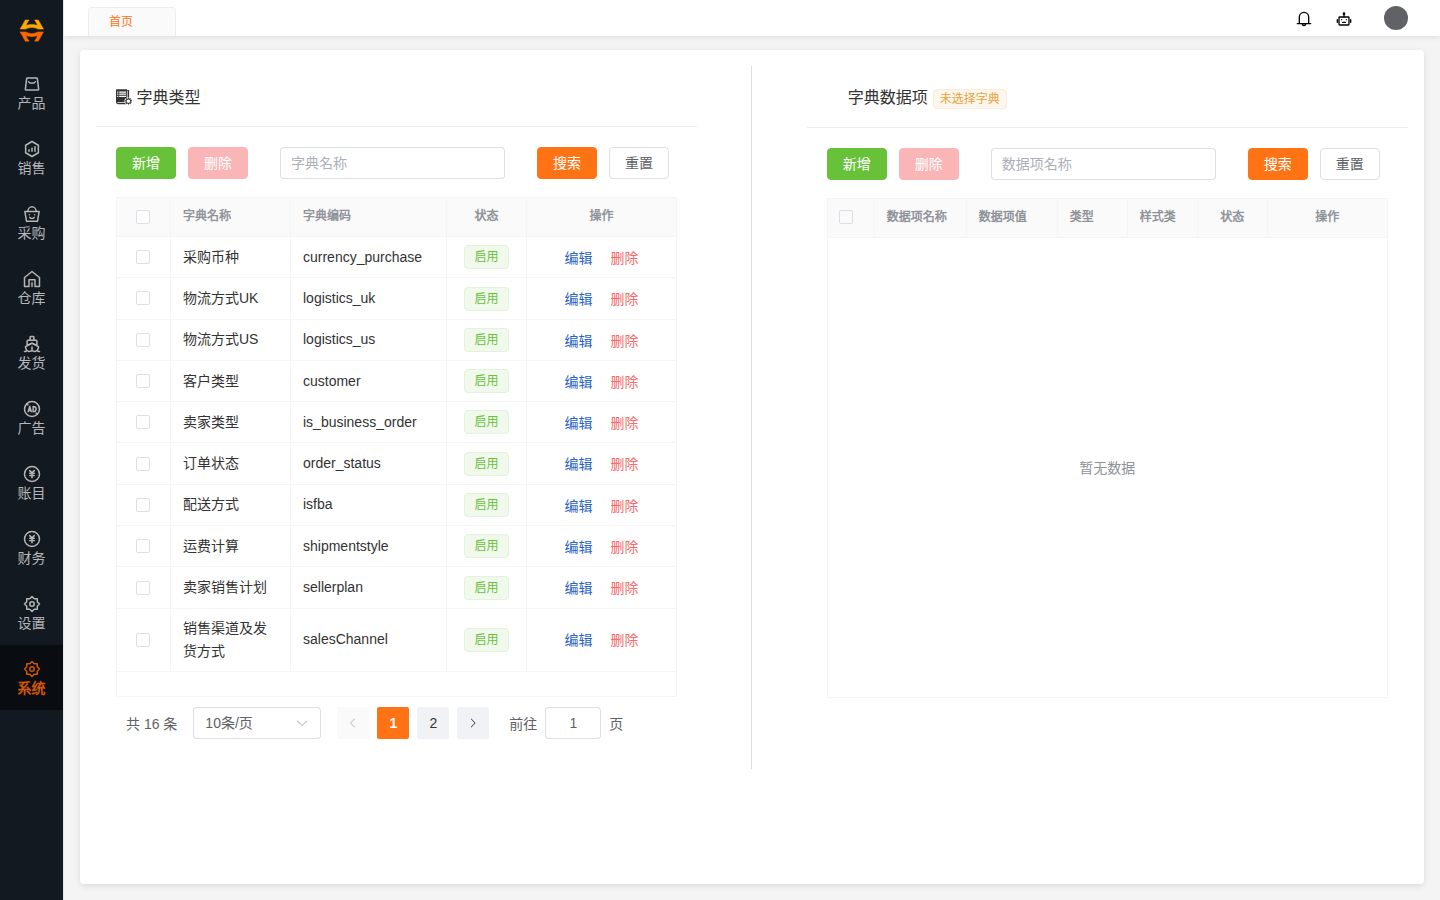 首页
产品
销售
采购
仓库
发货
广告
账目
财务
设置
系统
字典类型
新增 删除 字典名称 搜索 重置
字典名称 字典编码 状态 操作
采购币种 currency_purchase 启用 编辑 删除
物流方式UK logistics_uk 启用 编辑 删除
物流方式US logistics_us 启用 编辑 删除
客户类型 customer 启用 编辑 删除
卖家类型 is_business_order 启用 编辑 删除
订单状态 order_status 启用 编辑 删除
配送方式 isfba 启用 编辑 删除
运费计算 shipmentstyle 启用 编辑 删除
卖家销售计划 sellerplan 启用 编辑 删除
销售渠道及发
货方式 salesChannel 启用 编辑 删除
共 16 条 10条/页 1 2 前往 1 页
字典数据项 未选择字典
新增 删除 数据项名称 搜索 重置
数据项名称 数据项值 类型 样式类 状态 操作
暂无数据